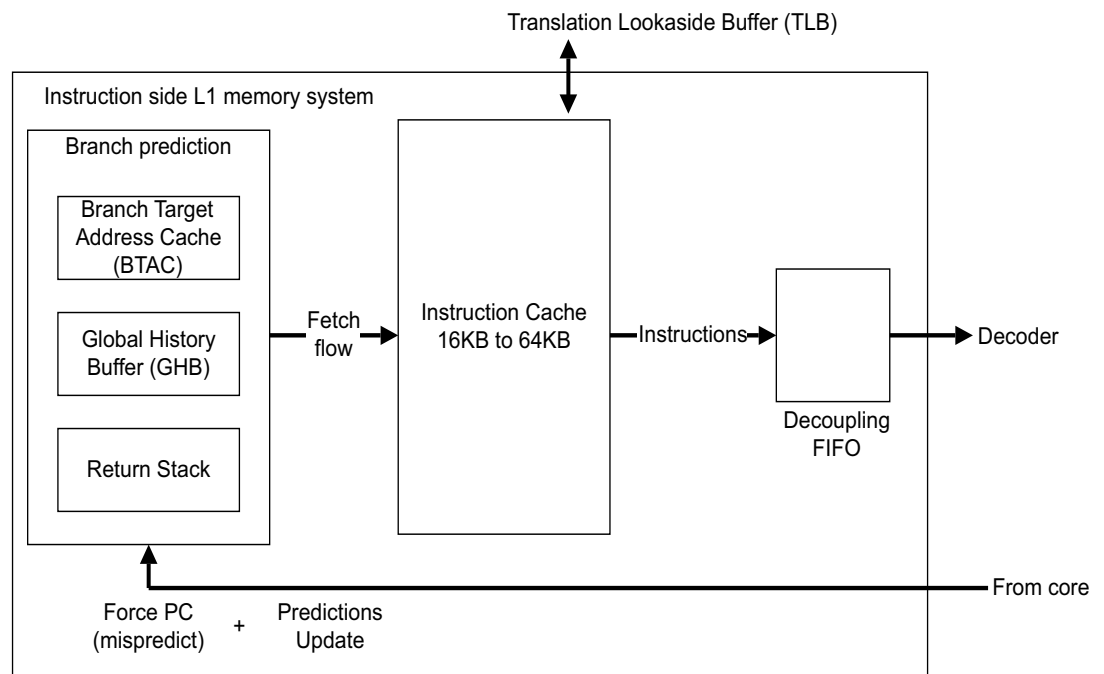 Translation Lookaside Buffer (TLB)
Instruction side L1 memory system
Branch prediction
Branch Target
Address Cache
(BTAC)
Global History
Buffer (GHB)
Return Stack
Fetch
flow
Instruction Cache
16KB to 64KB
Instructions
Decoupling
FIFO
Decoder
From core
Force PC
(mispredict)
+
Predictions
Update